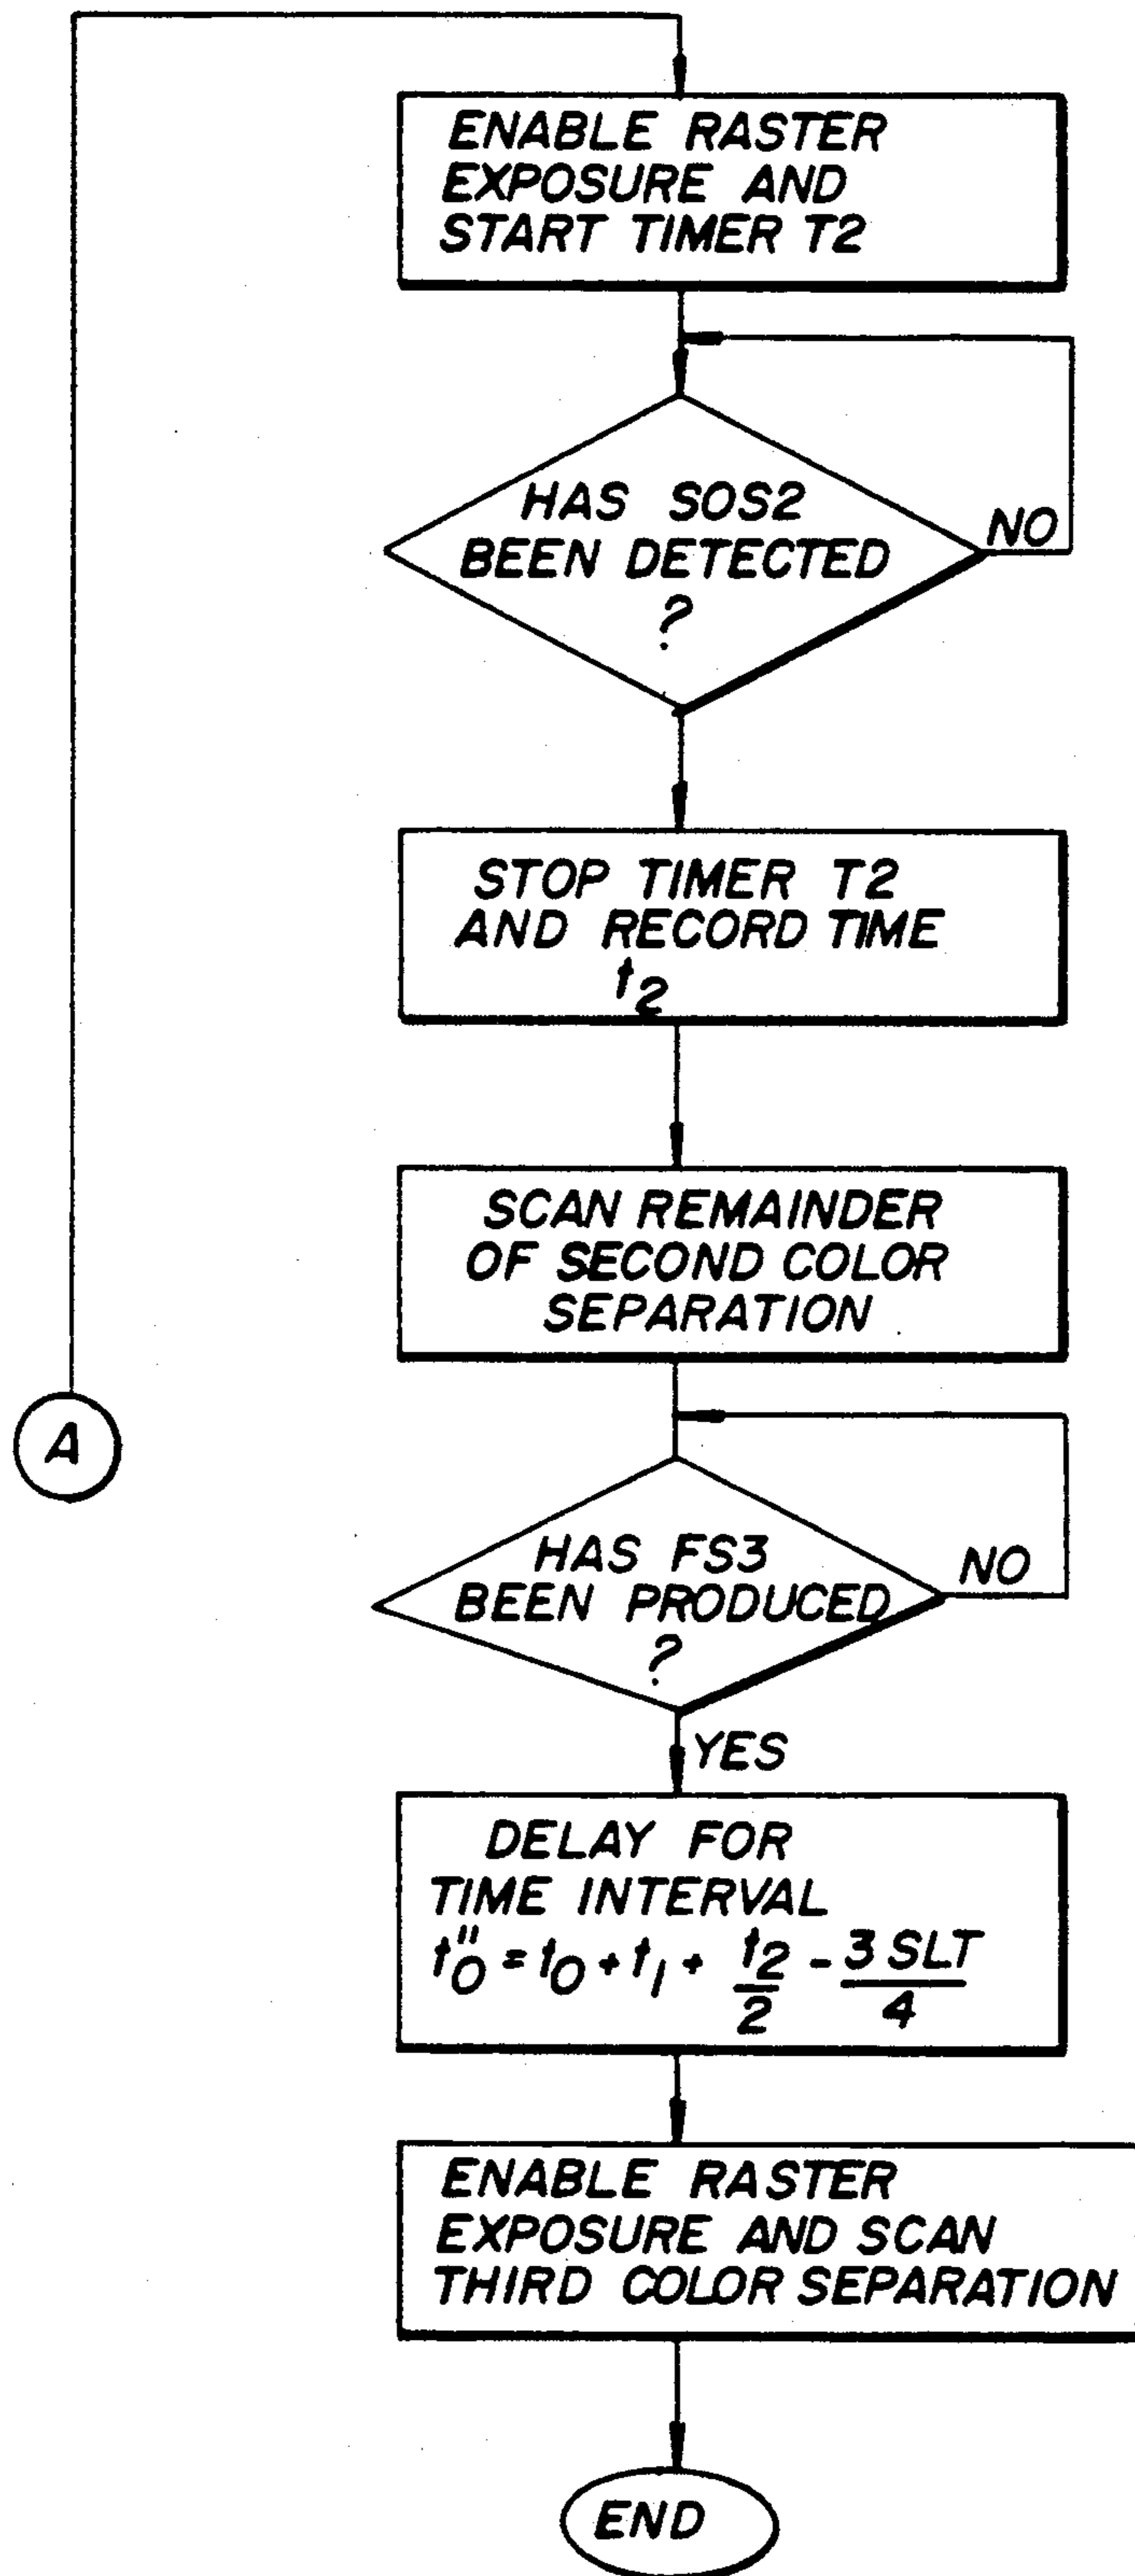 ENABLE RASTER
EXPOSURE AND
START TIMER T2
HAS SOS2
BEEN DETECTED
?
NO
STOP TIMER T2
AND RECORD TIME
t2
SCAN REMAINDER
OF SECOND COLOR
SEPARATION
A
HAS FS3
BEEN PRODUCED
?
NO
YES
DELAY FOR
TIME INTERVAL
t0" = t0 + t1 + t2/2 - 3 SLT/4
ENABLE RASTER
EXPOSURE AND SCAN
THIRD COLOR SEPARATION
END